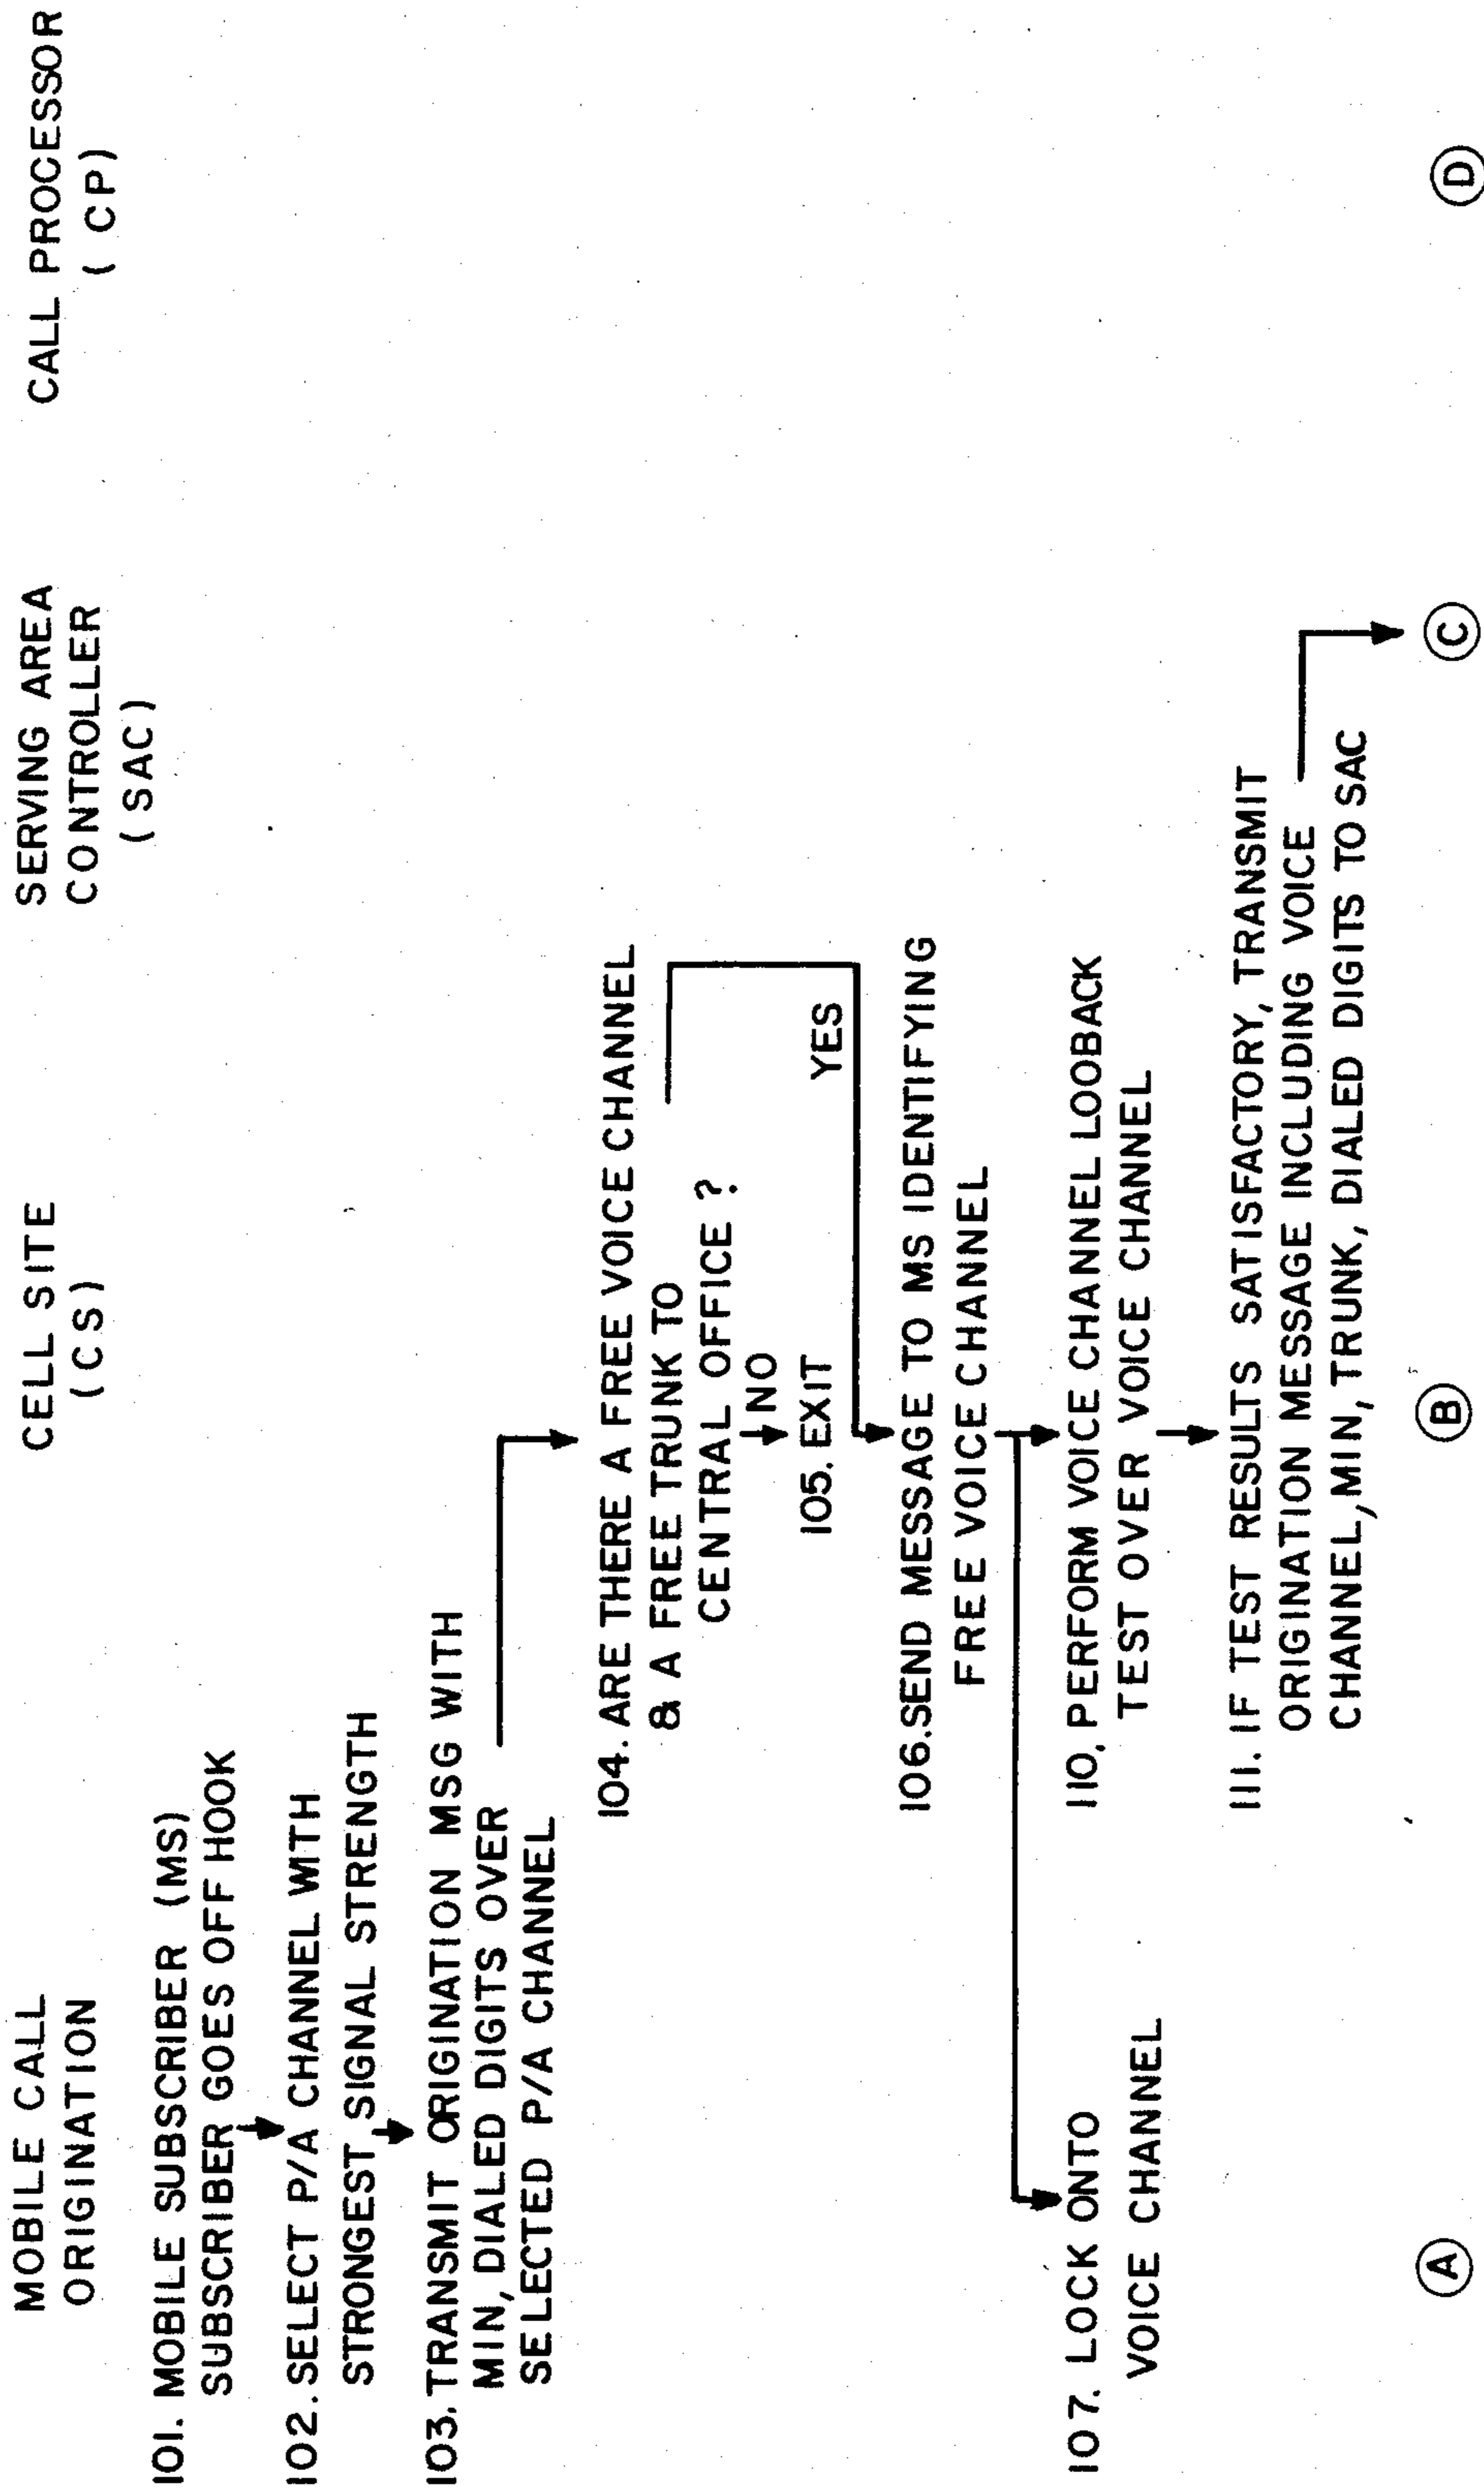 MOBILE CALL
ORIGINATION
CELL SITE
(CS)
SERVING AREA
CONTROLLER
(SAC)
CALL PROCESSOR
(CP)
101. MOBILE SUBSCRIBER (MS)
SUBSCRIBER GOES OFF HOOK
102. SELECT P/A CHANNEL WITH
STRONGEST SIGNAL STRENGTH
103. TRANSMIT ORIGINATION MSG WITH
MIN, DIALED DIGITS OVER
SELECTED P/A CHANNEL
104. ARE THERE A FREE VOICE CHANNEL
& A FREE TRUNK TO
CENTRAL OFFICE ?
NO
YES
105. EXIT
106. SEND MESSAGE TO MS IDENTIFYING
FREE VOICE CHANNEL
107. LOCK ONTO
VOICE CHANNEL
110. PERFORM VOICE CHANNEL LOOBACK
TEST OVER VOICE CHANNEL
111. IF TEST RESULTS SATISFACTORY, TRANSMIT
ORIGINATION MESSAGE INCLUDING VOICE
CHANNEL, MIN, TRUNK, DIALED DIGITS TO SAC
A
B
C
D